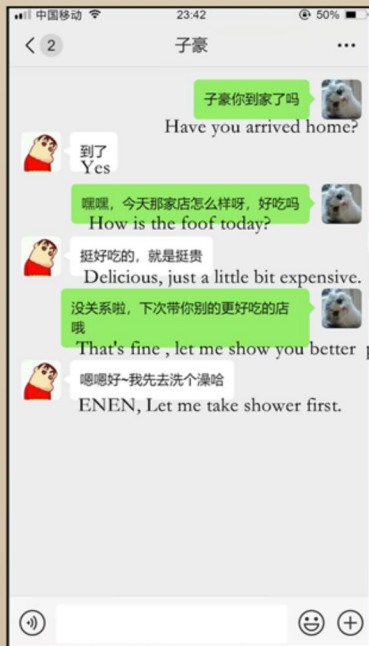 中国移动 23:42 50%
2 子豪
子豪你到家了吗
Have you arrived home?
到了
Yes
嘿嘿，今天那家店怎么样呀，好吃吗
How is the foof today?
挺好吃的，就是挺贵
Delicious, just a little bit expensive.
没关系啦，下次带你别的更好吃的店
哦
That's fine , let me show you better
嗯嗯好~我先去洗个澡哈
ENEN, Let me take shower first.